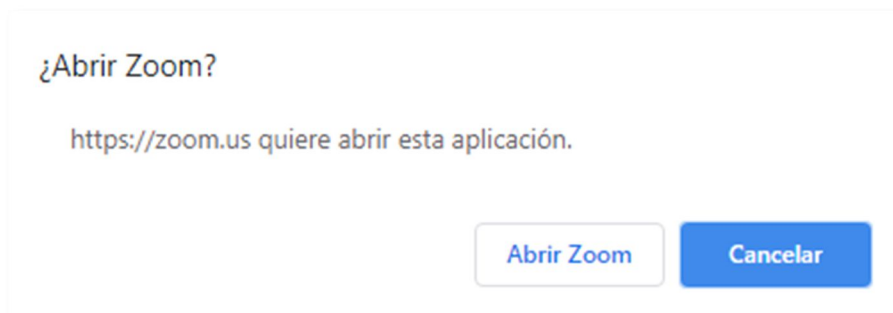 ¿Abrir Zoom?
https://zoom.us quiere abrir esta aplicación.
Abrir Zoom
Cancelar